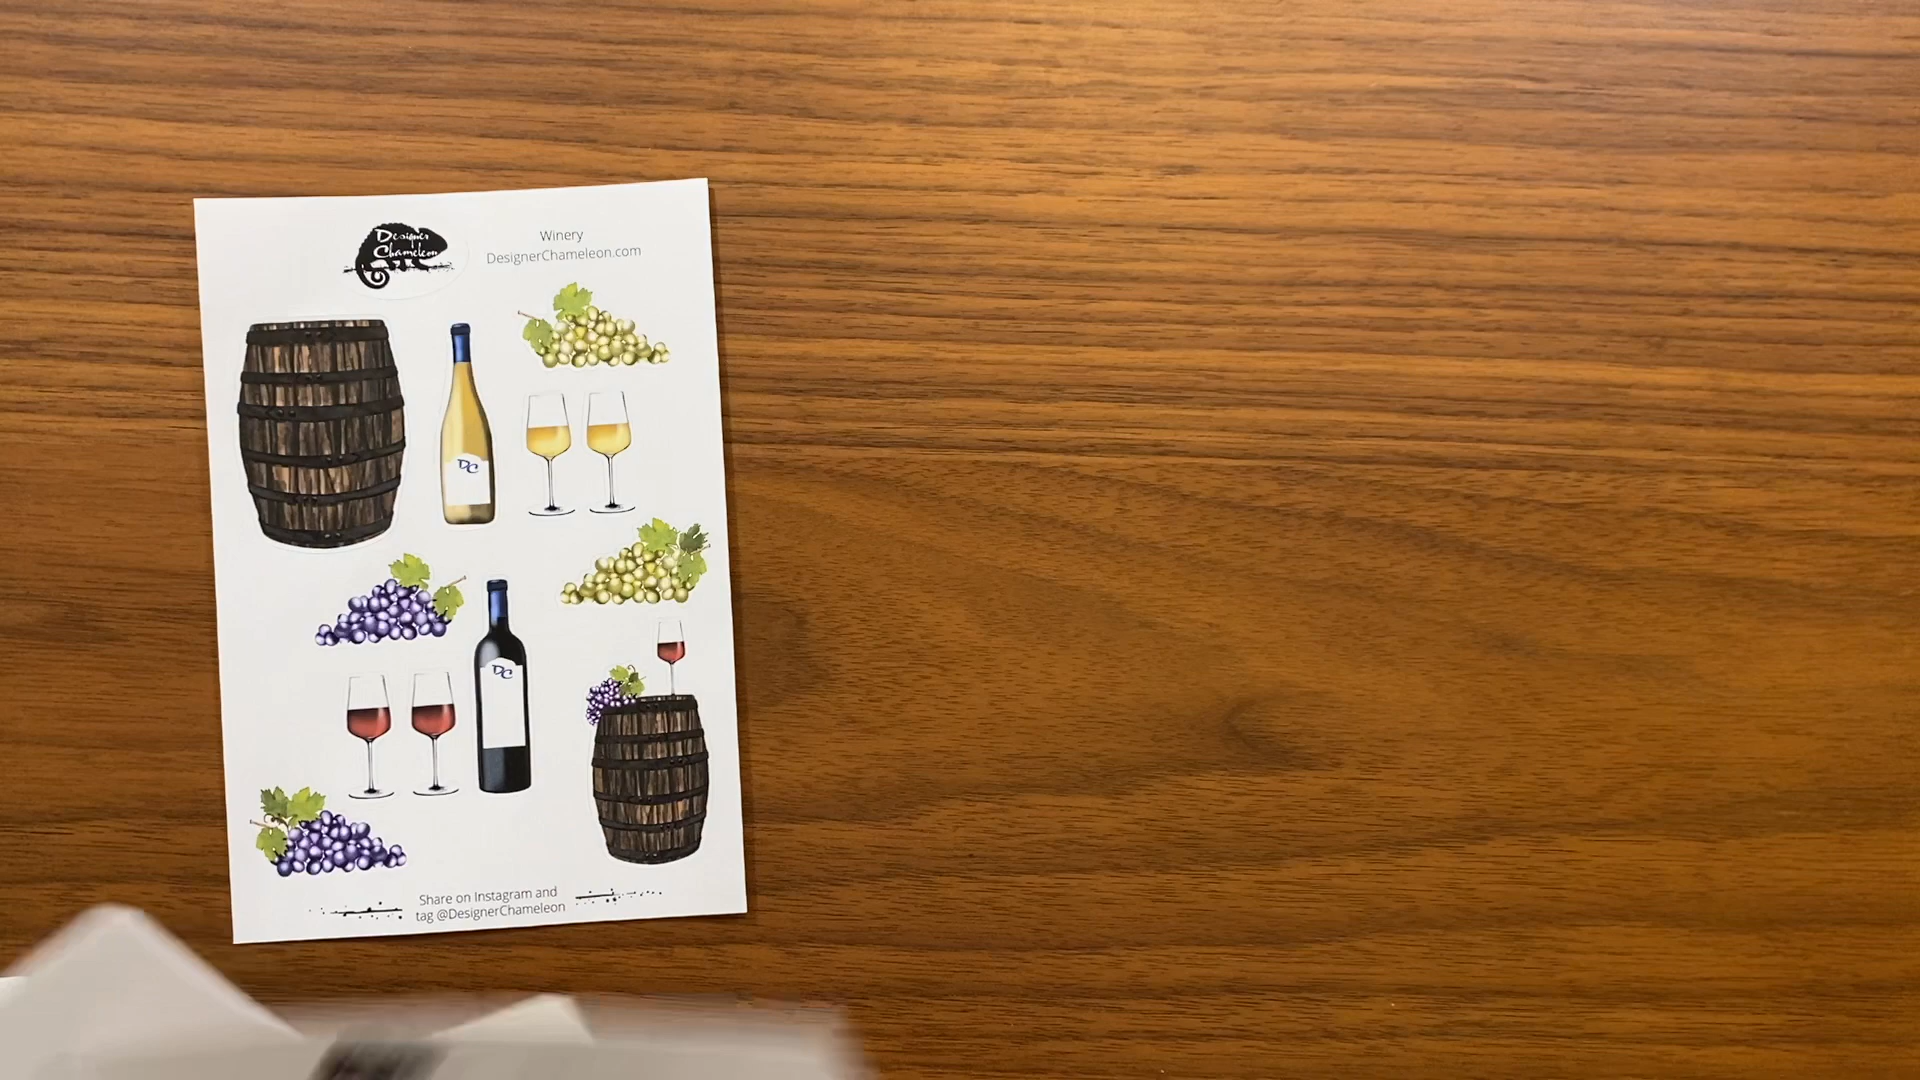 Designer
Chameleon
Winery
DesignerChameleon.com
DC
DC
Share on Instagram and
tag @DesignerChameleon